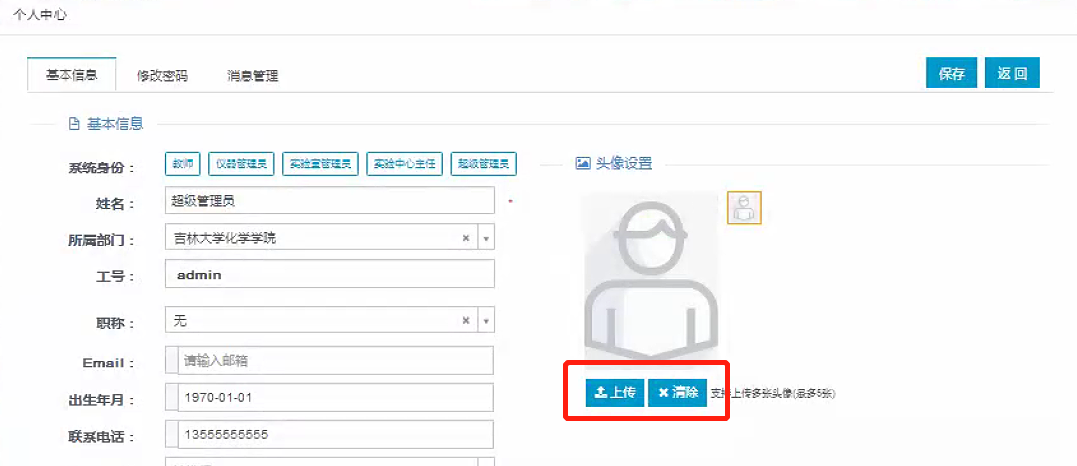 个人中心
基本信息 修改密码 消息管理 保存 返回
基本信息
系统身份： 教师 仪器管理员 实验室管理员 实验中心主任 超级管理员
头像设置
姓名： 超级管理员 *
所属部门： 吉林大学化学学院 ×
工号： admin
职称： 无 ×
Email： 请输入邮箱
上传 清除 支持上传多张头像(最多5张)
出生年月： 1970-01-01
联系电话： 13555555555